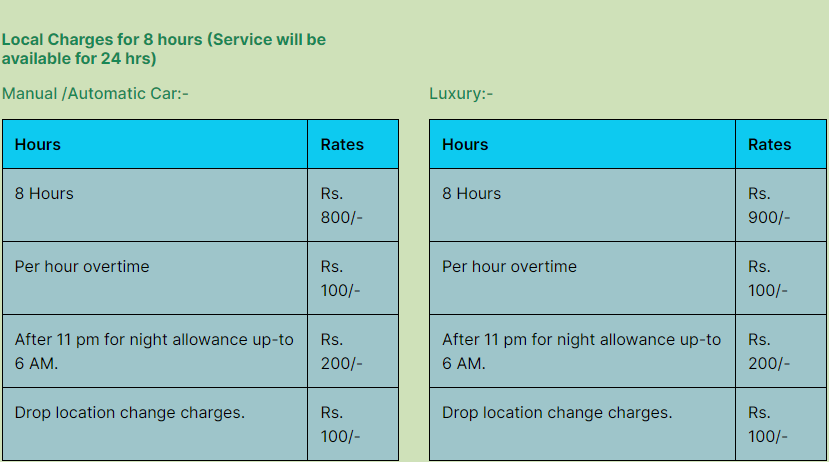 Local Charges for 8 hours (Service will be
available for 24 hrs)
Manual /Automatic Car:-
Hours
Rates
8 Hours
Rs.
800/-
Per hour overtime
Rs.
100/-
After 11 pm for night allowance up-to
6 AM.
Rs.
200/-
Drop location change charges.
Rs.
100/-
Luxury:-
Hours
Rates
8 Hours
Rs.
900/-
Per hour overtime
Rs.
100/-
After 11 pm for night allowance up-to
6 AM.
Rs.
200/-
Drop location change charges.
Rs.
100/-